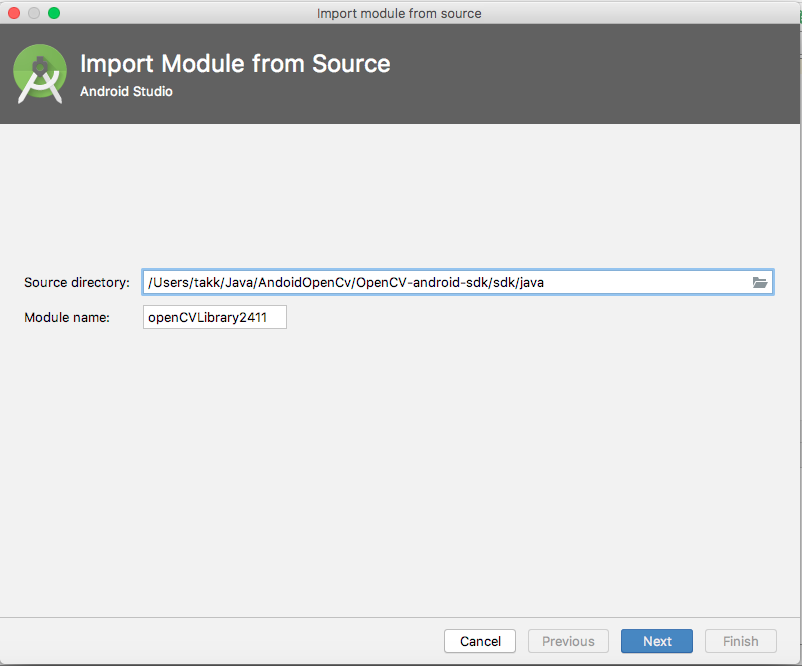 Import module from source
Import Module from Source
Android Studio
Source directory: /Users/takk/Java/AndoidOpenCv/OpenCV-android-sdk/sdk/java
Module name: openCVLibrary2411
Cancel Previous Next Finish